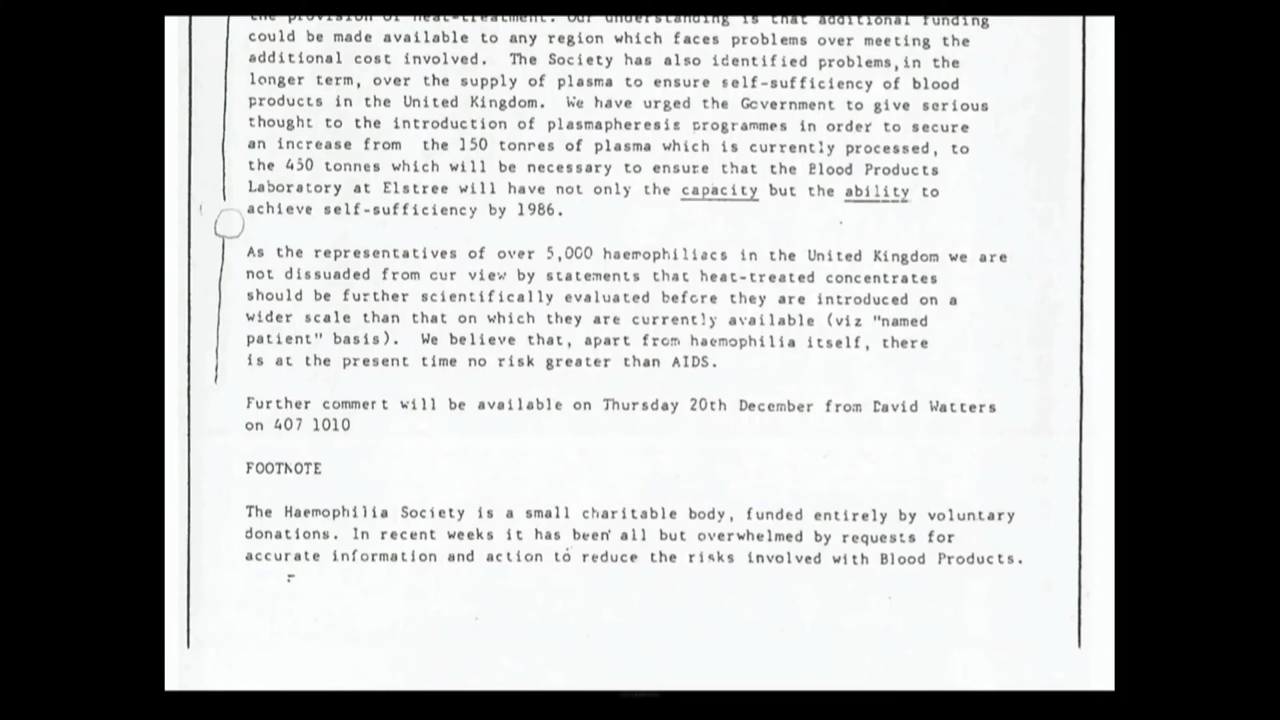 the provision of heat-treatment. Our understanding is that additional funding
could be made available to any region which faces problems over meeting the
additional cost involved. The Society has also identified problems, in the
longer term, over the supply of plasma to ensure self-sufficiency of blood
products in the United Kingdom. We have urged the Government to give serious
thought to the introduction of plasmapheresis programmes in order to secure
an increase from the 150 tonnes of plasma which is currently processed, to
the 450 tonnes which will be necessary to ensure that the Blood Products
Laboratory at Elstree will have not only the capacity but the ability to
achieve self-sufficiency by 1986.
As the representatives of over 5,000 haemophiliacs in the United Kingdom we are
not dissuaded from our view by statements that heat-treated concentrates
should be further scientifically evaluated before they are introduced on a
wider scale than that on which they are currently available (viz "named
patient" basis). We believe that, apart from haemophilia itself, there
is at the present time no risk greater than AIDS.
Further comment will be available on Thursday 20th December from David Watters
on 407 1010
FOOTNOTE
The Haemophilia Society is a small charitable body, funded entirely by voluntary
donations. In recent weeks it has been all but overwhelmed by requests for
accurate information and action to reduce the risks involved with Blood Products.